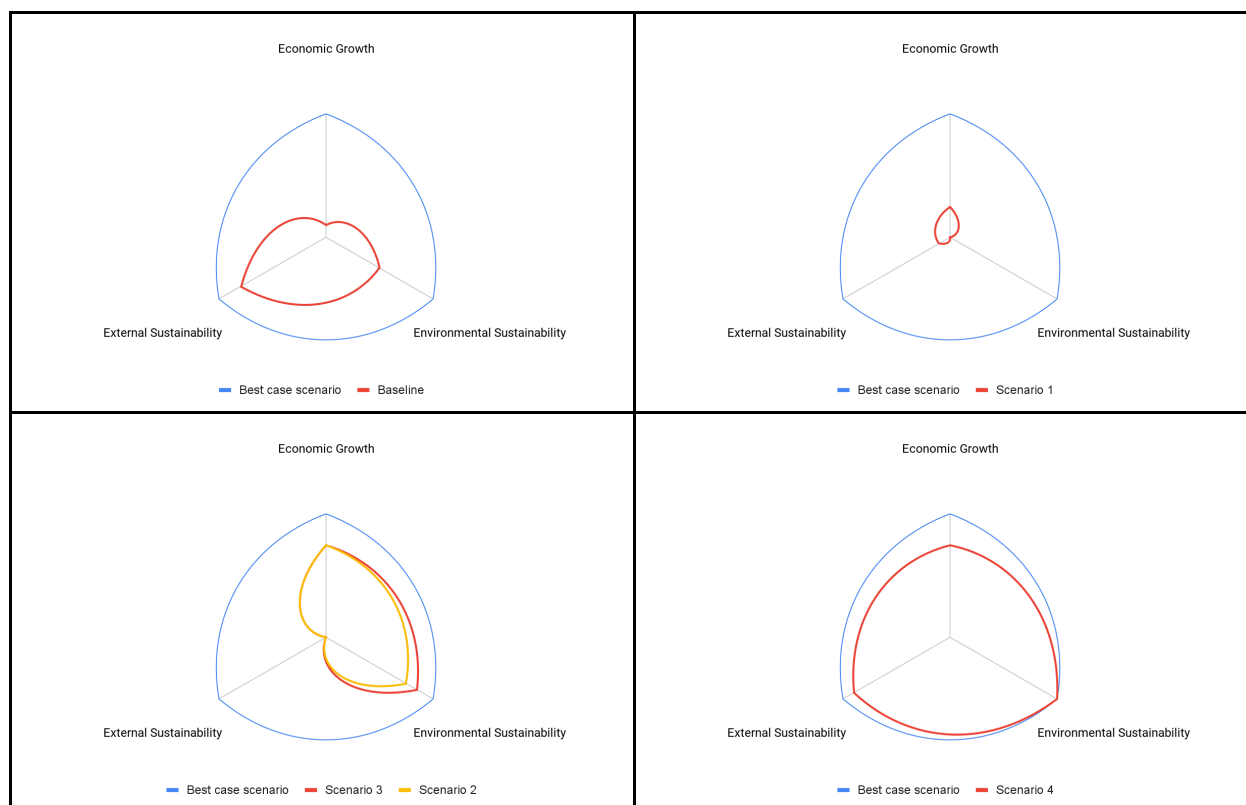 Economic Growth
External Sustainability
Environmental Sustainability
Best case scenario
Baseline
Economic Growth
External Sustainability
Environmental Sustainability
Best case scenario
Scenario 1
Economic Growth
External Sustainability
Environmental Sustainability
Best case scenario
Scenario 3
Scenario 2
Economic Growth
External Sustainability
Environmental Sustainability
Best case scenario
Scenario 4